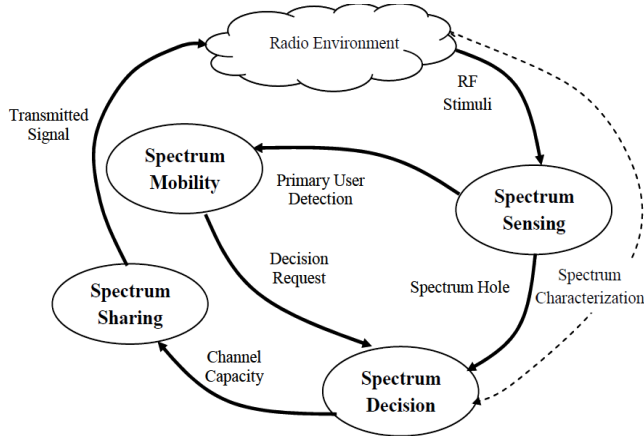 Radio Environment
RF
Stimuli
Transmitted
Signal
Spectrum
Mobility
Primary User
Detection
Spectrum
Sensing
Decision
Request
Spectrum Hole
Spectrum
Characterization
Spectrum
Sharing
Channel
Capacity
Spectrum
Decision